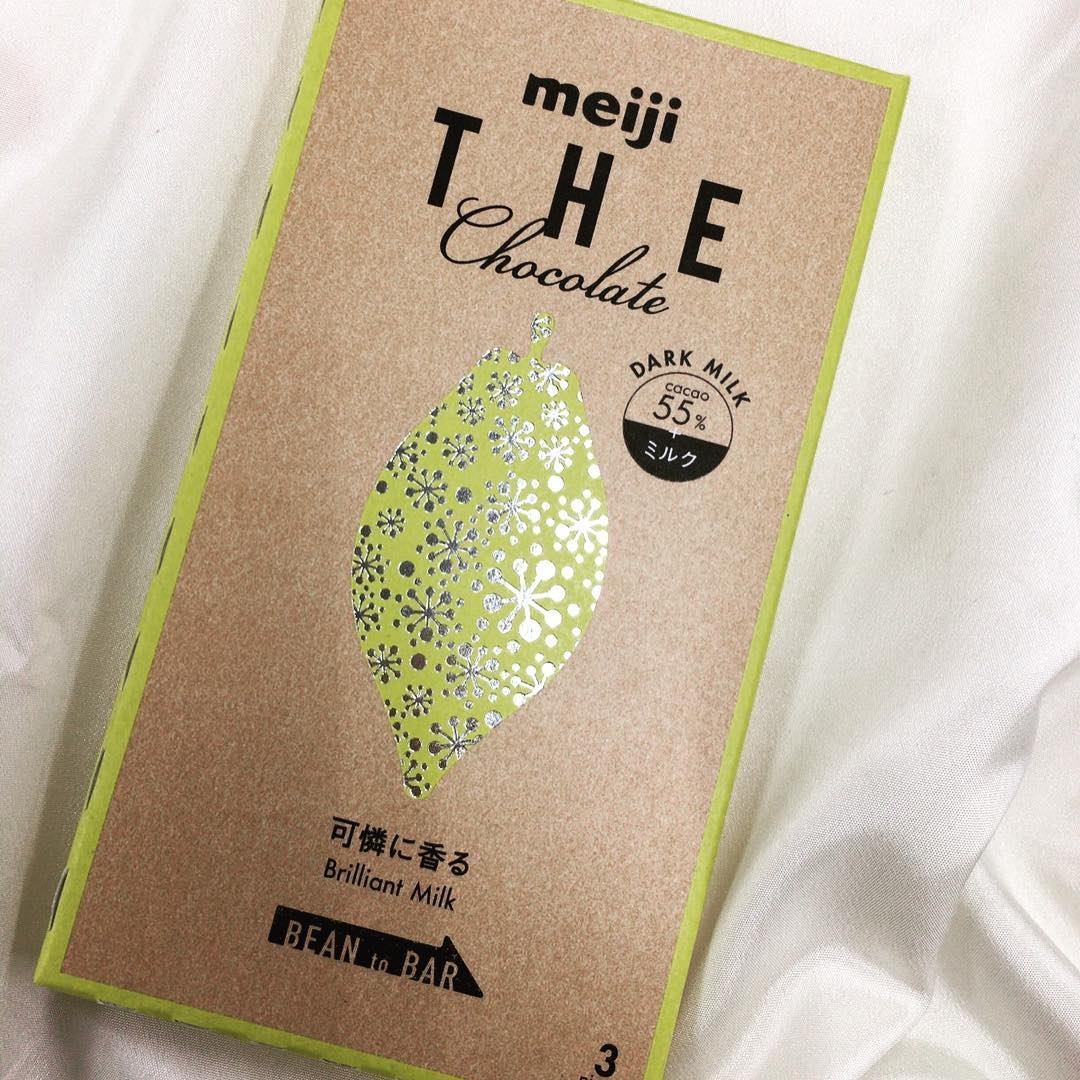 meiji
THE
Chocolate
DARK MILK
cacao
55%
+
ミルク
可憐に香る
Brilliant Milk
BEAN to BAR
3